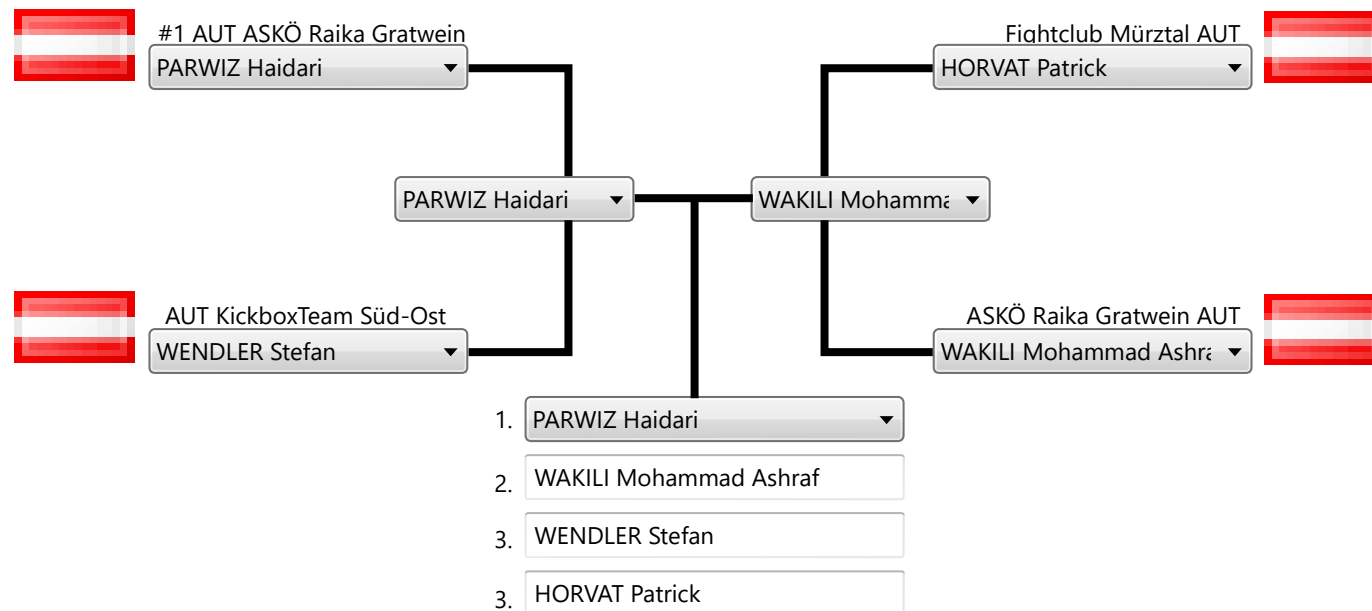 #1 AUT ASKÖ Raika Gratwein
PARWIZ Haidari
Fightclub Mürztal AUT
HORVAT Patrick
PARWIZ Haidari
WAKILI Mohamma
AUT KickboxTeam Süd-Ost
WENDLER Stefan
ASKÖ Raika Gratwein AUT
WAKILI Mohammad Ashra
1. PARWIZ Haidari
2. WAKILI Mohammad Ashraf
3. WENDLER Stefan
3. HORVAT Patrick